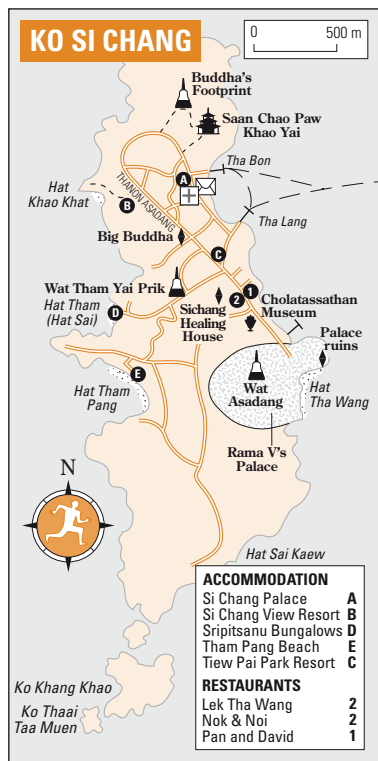 KO SI CHANG
0 500 m
Buddha's
Footprint
Saan Chao Paw
Khao Yai
Tha Bon
A
THANON ASADANG
Hat
Khao Khat
B
Tha Lang
Big Buddha
C
Wat Tham Yai Prik
1
2
Hat Tham
(Hat Sai)
D
Sichang
Healing
House
Cholatassathan
Museum
Palace
ruins
E
Hat Tham
Pang
Wat
Asadang
Hat
Tha Wang
Rama V's
Palace
N
Hat Sai Kaew
ACCOMMODATION
Si Chang Palace A
Si Chang View Resort B
Sripitsanu Bungalows D
Tham Pang Beach E
Tiew Pai Park Resort C
RESTAURANTS
Lek Tha Wang 2
Nok & Noi 2
Pan and David 1
Ko Khang Khao
Ko Thaai
Taa Muen